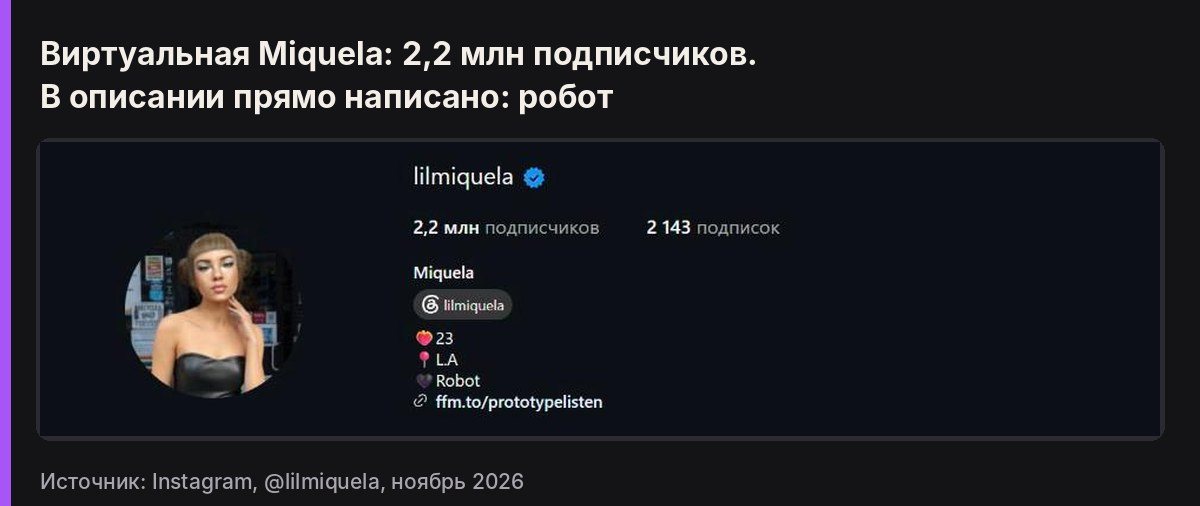 Виртуальная Miquela: 2,2 млн подписчиков.
В описании прямо написано: робот
lilmiquela
2,2 млн подписчиков 2 143 подписок
Miquela
lilmiquela
23
L.A
Robot
ffm.to/prototypelisten
Источник: Instagram, @lilmiquela, ноябрь 2026